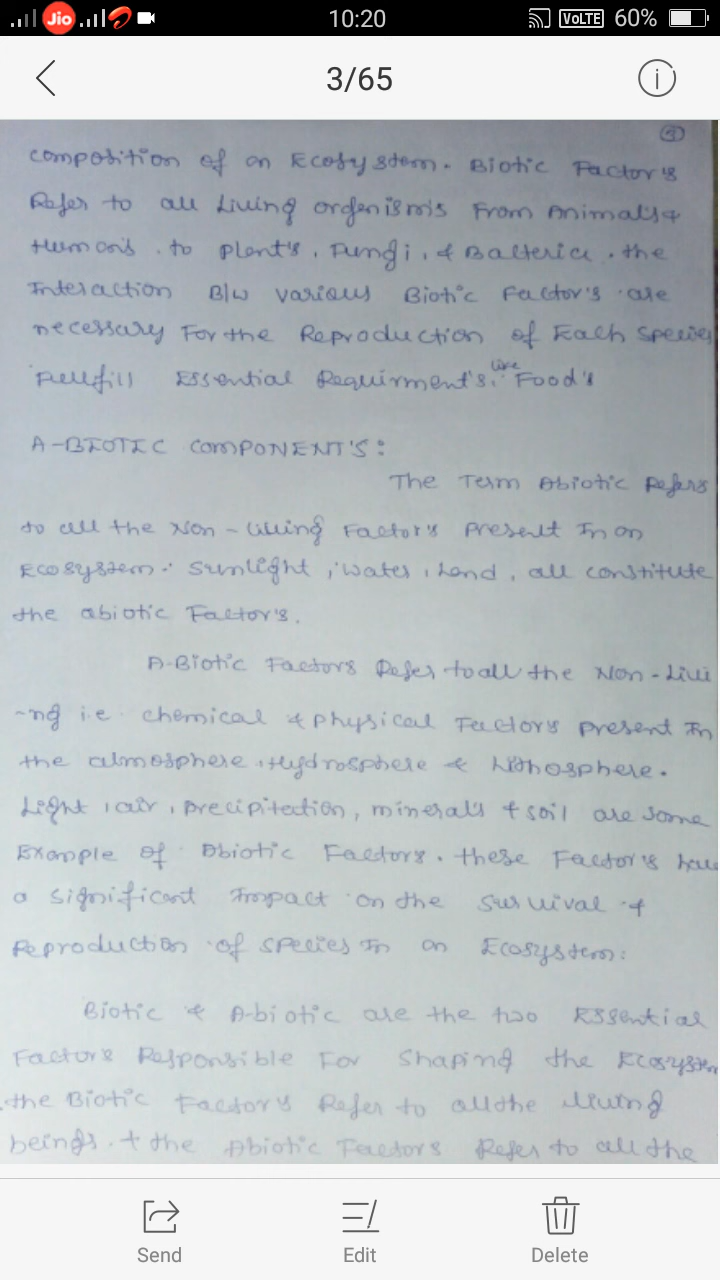 Jio
10:20
VoLTE 60%
3/65
3
composition of an Ecosystem. Biotic Factor's
Refer to all Living orgenisms From Animals &
Humans. to plant's, Fungi, & Bacteria. the
Interaction B/w various Biotic Factor's are
necessary For the Reproduction of Each Species
Fullfill Essential Requirment's, like Food's
A-BIOTIC COMPONENT'S:
The Term Abiotic Refers
to all the Non-living Factor's present In an
Ecosystem. Sunlight, water, Land, all constitute
the abiotic Factor's.
A-Biotic Factors Refer to all the Non-Livi
-ng i.e. chemical & physical Factors present In
the atmosphere, Hydrosphere & Lithosphere.
Light, air, precipitation, minerals & soil are some
Example of Abiotic Factors. these Factor's have
a significant Impact on the survival &
Reproduction of species In an Ecosystem:
Biotic & A-biotic are the two Essential
Factors Responsible For shaping the Ecosystem
.the Biotic Factors Refer to all the living
beings. & the Abiotic Factors Refer to all the
Send Edit Delete